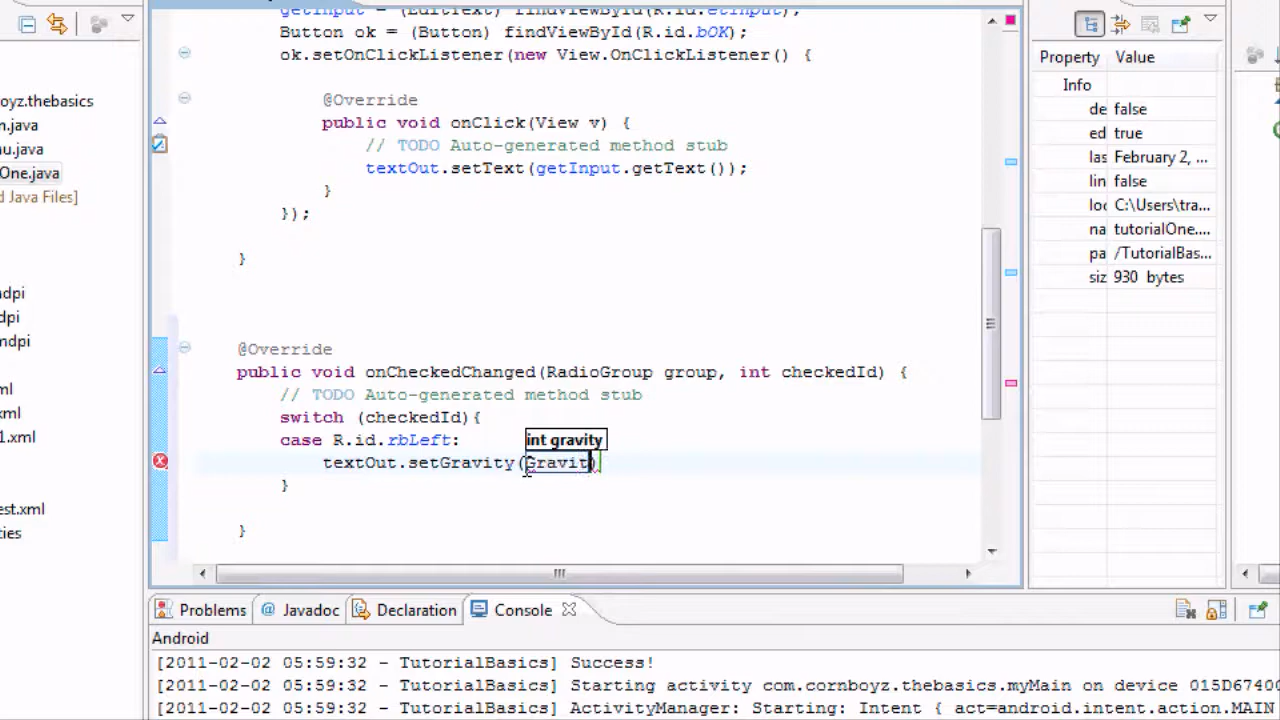 getInput = (EditText) findViewById(R.id.etInput);
Button ok = (Button) findViewById(R.id.bOK);
ok.setOnClickListener(new View.OnClickListener() {
@Override
public void onClick(View v) {
// TODO Auto-generated method stub
textOut.setText(getInput.getText());
}
});
}
@Override
public void onCheckedChanged(RadioGroup group, int checkedId) {
// TODO Auto-generated method stub
switch (checkedId){
case R.id.rbLeft:
int gravity
textOut.setGravity(Gravit)
}
}
oyz.thebasics
n.java
u.java
One.java
d Java Files]
dpi
dpi
mdpi
ml
xml
1.xml
est.xml
ties
Property Value
Info
de false
ed true
las February 2, ...
lin false
loc C:\Users\tra...
na tutorialOne....
pa /TutorialBas...
siz 930 bytes
Problems @ Javadoc Declaration Console
Android
[2011-02-02 05:59:32 - TutorialBasics] Success!
[2011-02-02 05:59:32 - TutorialBasics] Starting activity com.cornboyz.thebasics.myMain on device 015D67400
[2011-02-02 05:59:32 - TutorialBasics] ActivityManager: Starting: Intent { act=android.intent.action.MAIN